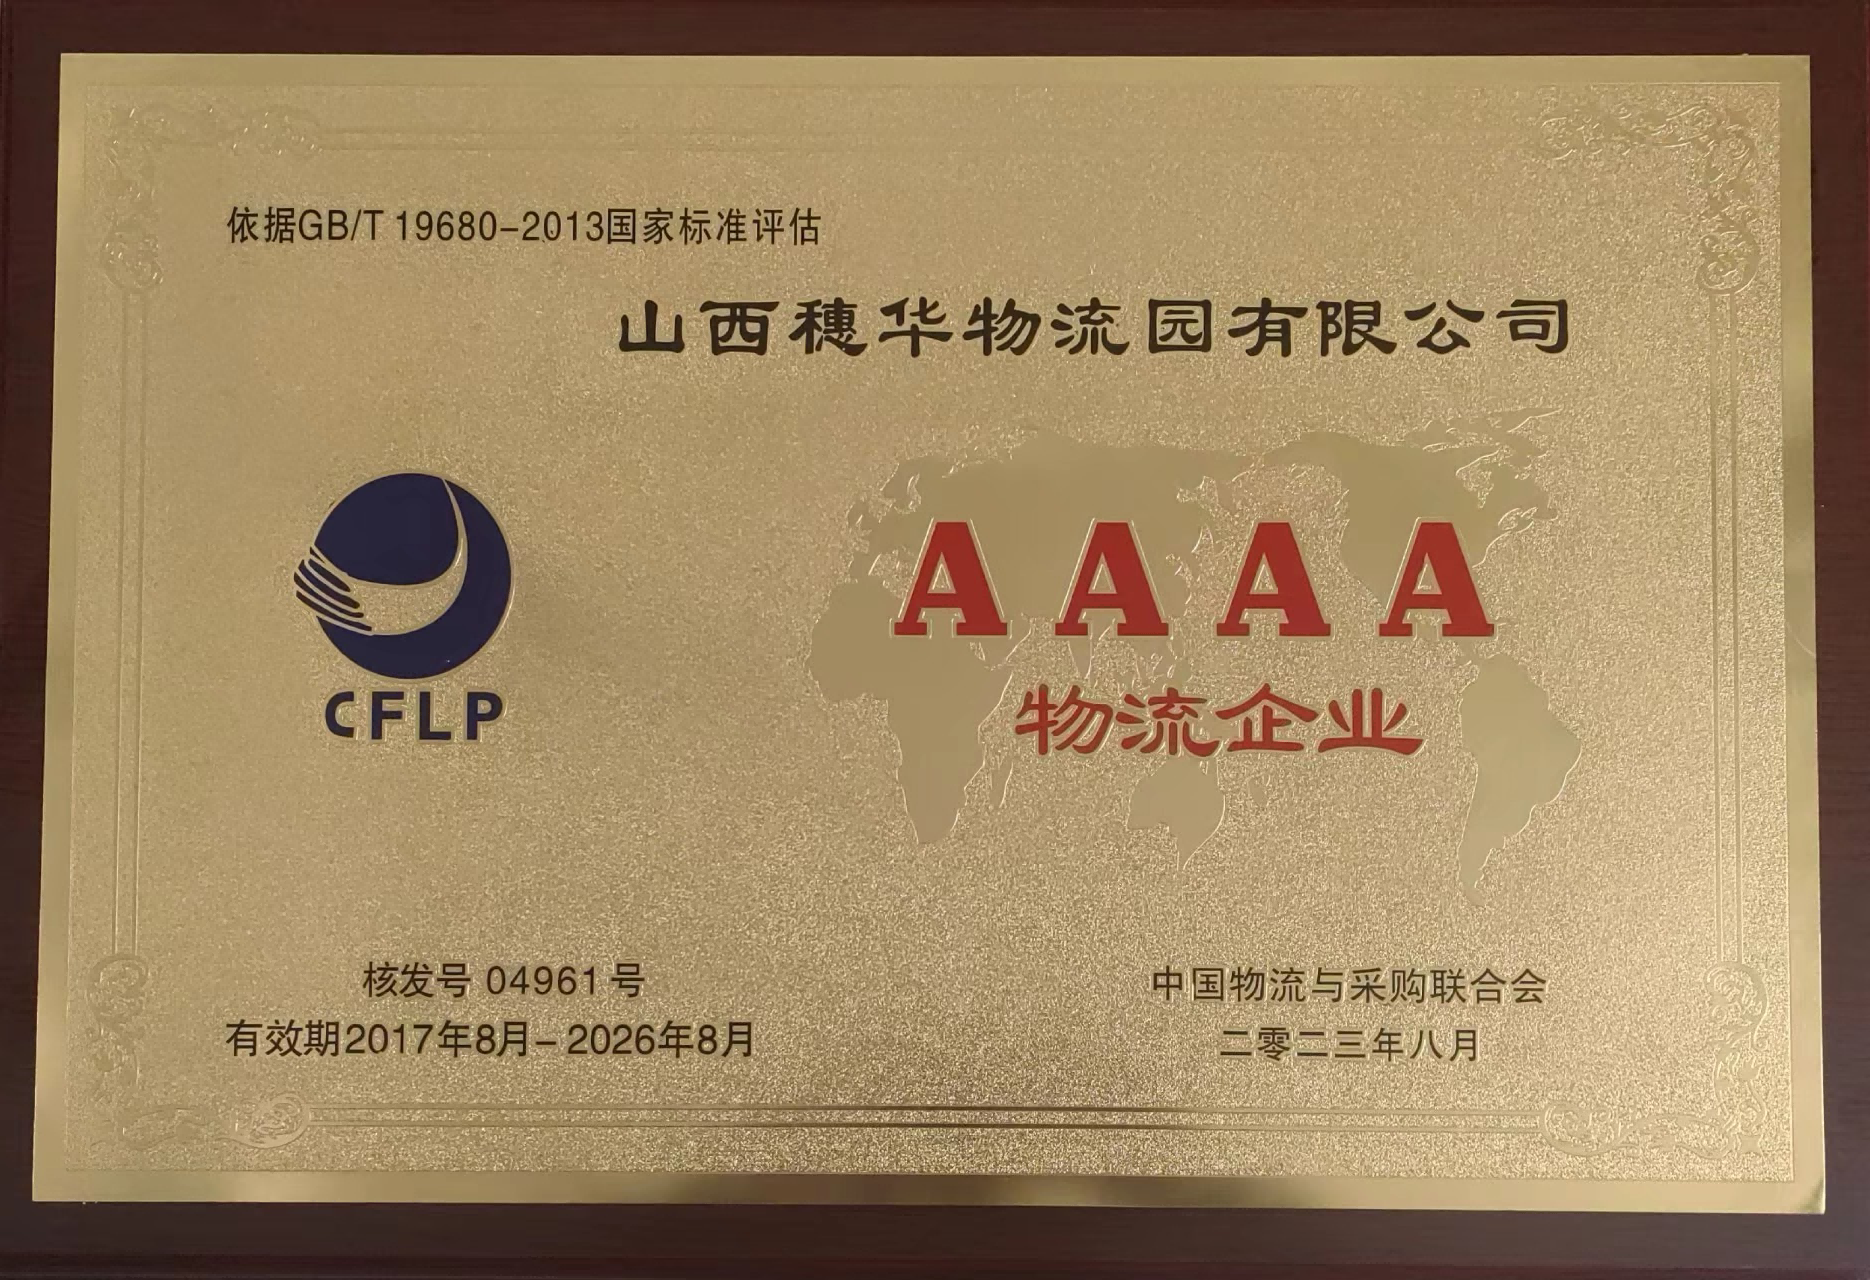 依据GB/T 19680-2013国家标准评估
山西穗华物流园有限公司
AAAA
物流企业
CFLP
核发号 04961 号
有效期2017年8月-2026年8月
中国物流与采购联合会
二零二三年八月